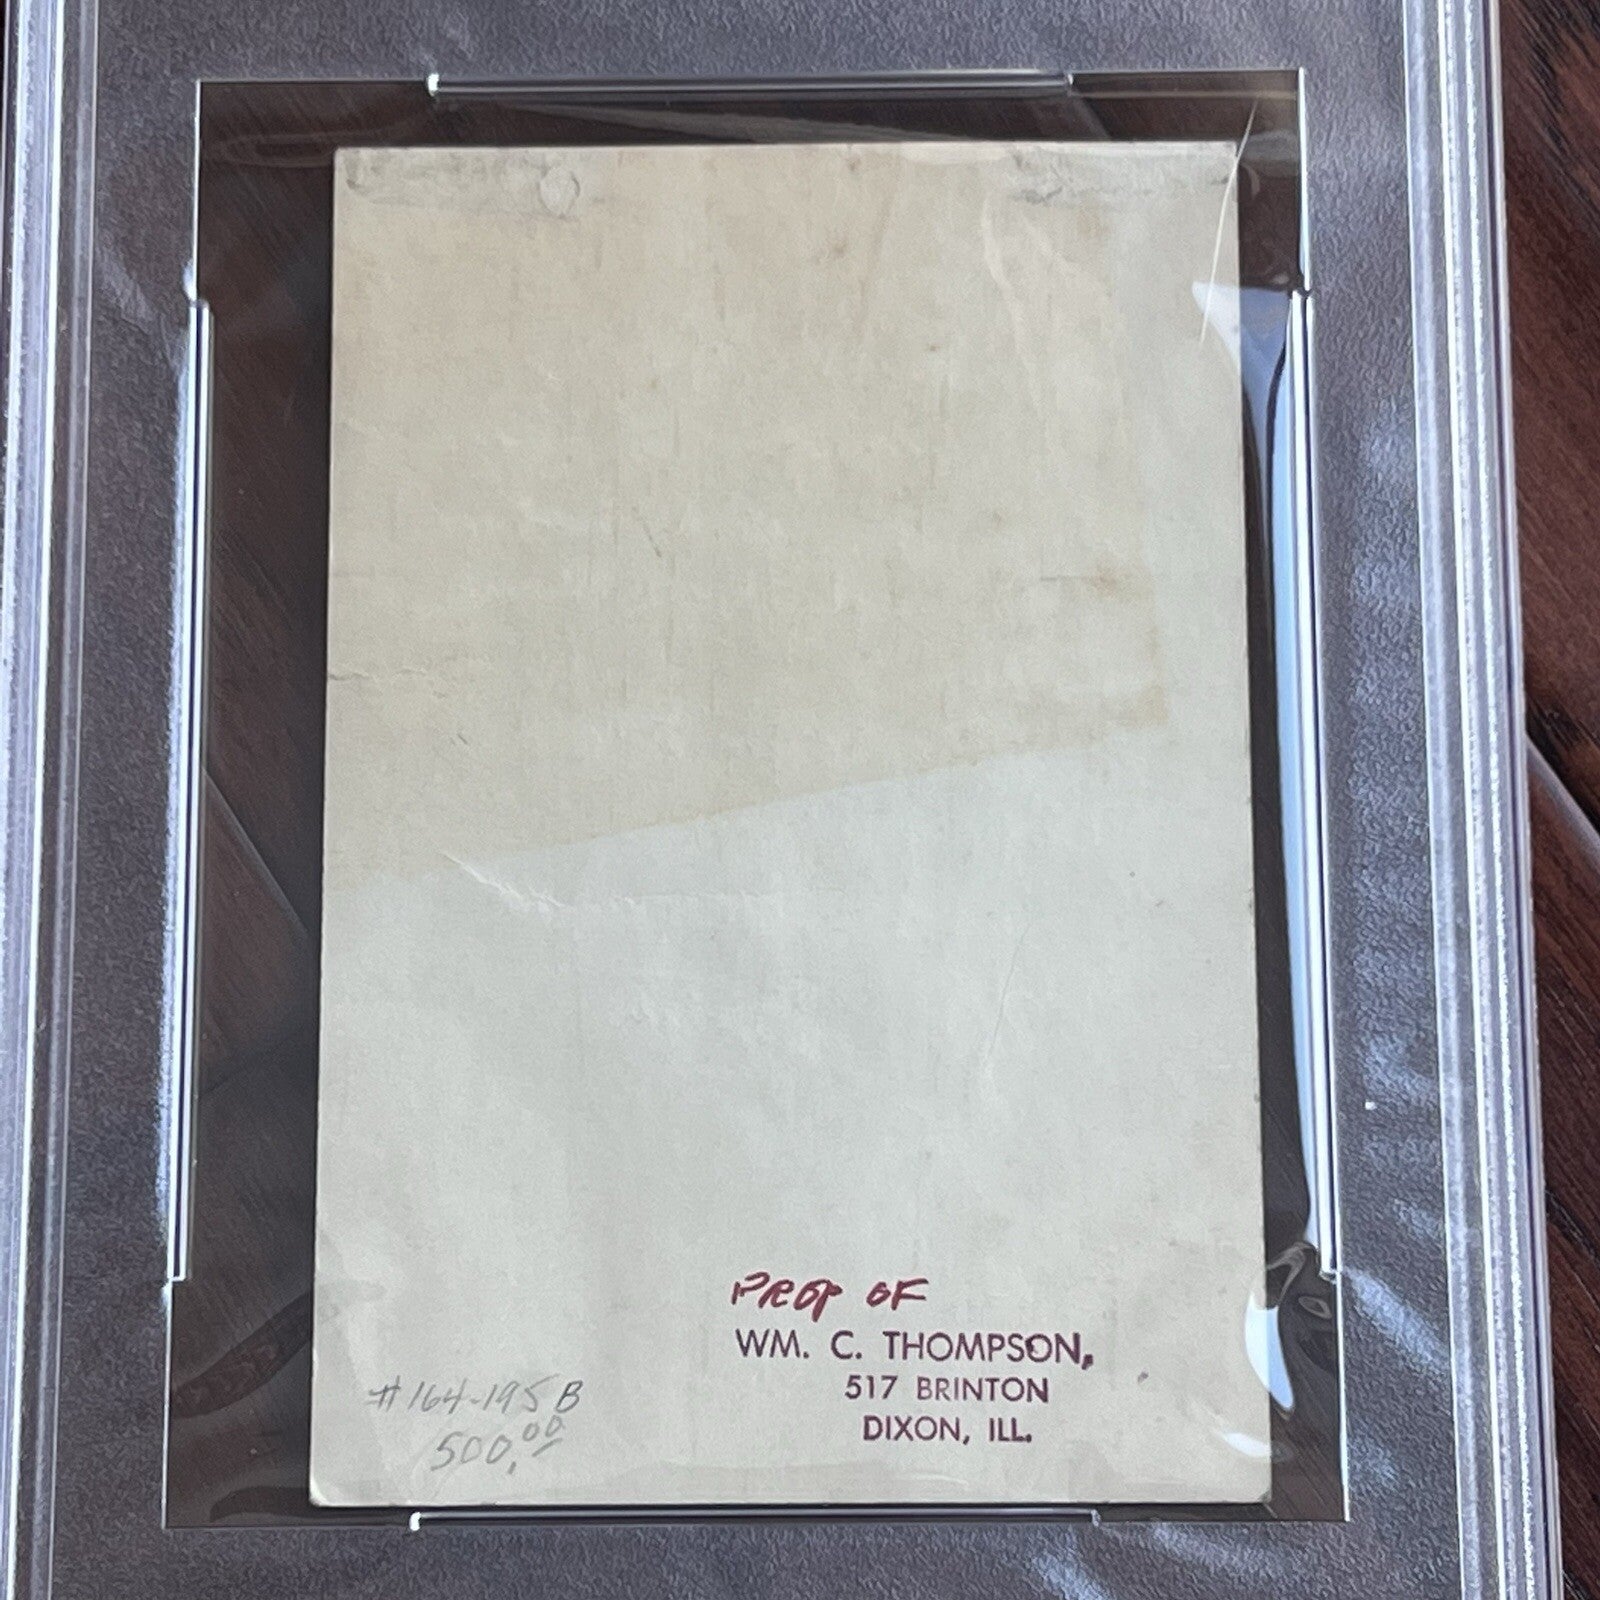 PROP OF
WM. C. THOMPSON,
517 BRINTON
DIXON, ILL.
#164-195B
500.00